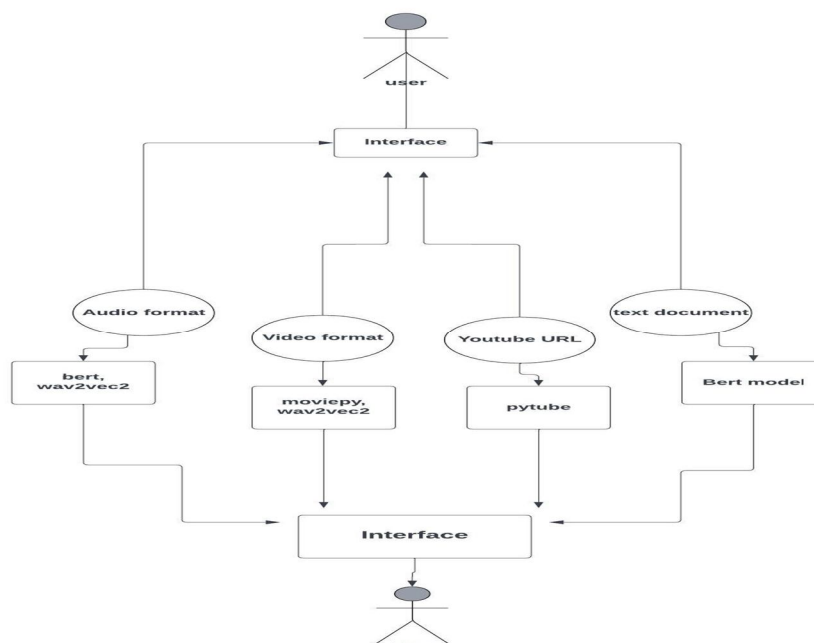 user
Interface
Audio format
Video format
Youtube URL
text document
bert,
wav2vec2
moviepy,
wav2vec2
pytube
Bert model
Interface